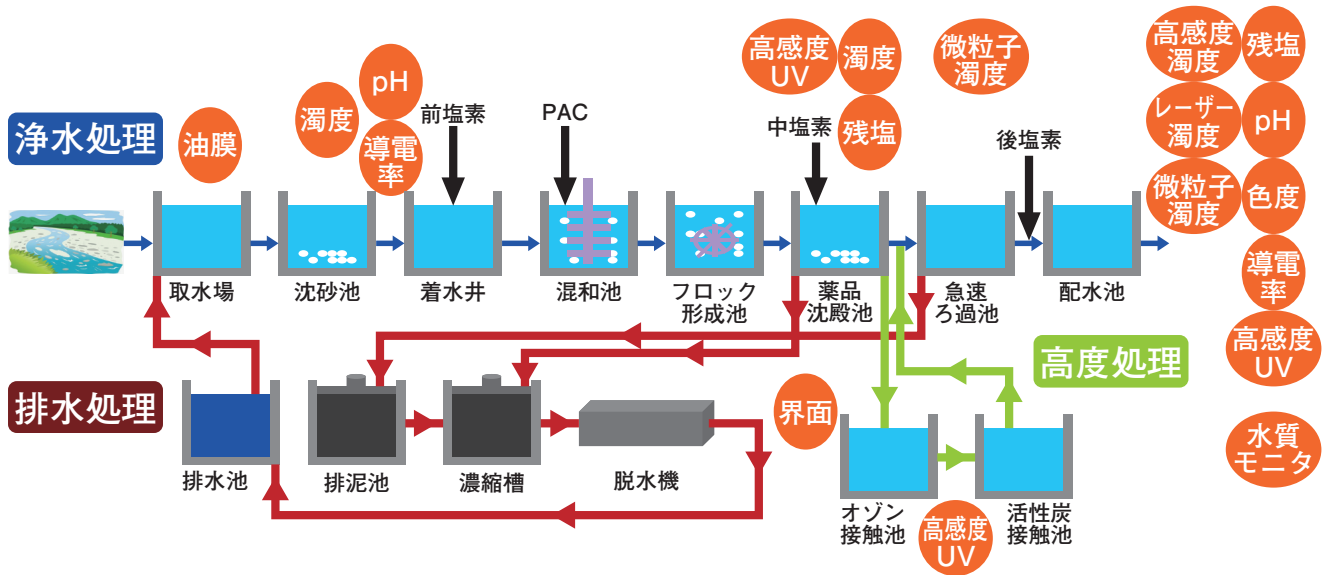 浄水処理
油膜
濁度
pH
導電
率
前塩素
PAC
高感度
UV
濁度
残塩
中塩素
微粒子
濁度
後塩素
高感度
濁度
残塩
レーザー
濁度
pH
微粒子
濁度
色度
導電
率
高感度
UV
水質
モニタ
取水場
沈砂池
着水井
混和池
フロック
形成池
薬品
沈殿池
急速
ろ過池
配水池
排水処理
高度処理
界面
排水池
排泥池
濃縮槽
脱水機
オゾン
接触池
高感度
UV
活性炭
接触池